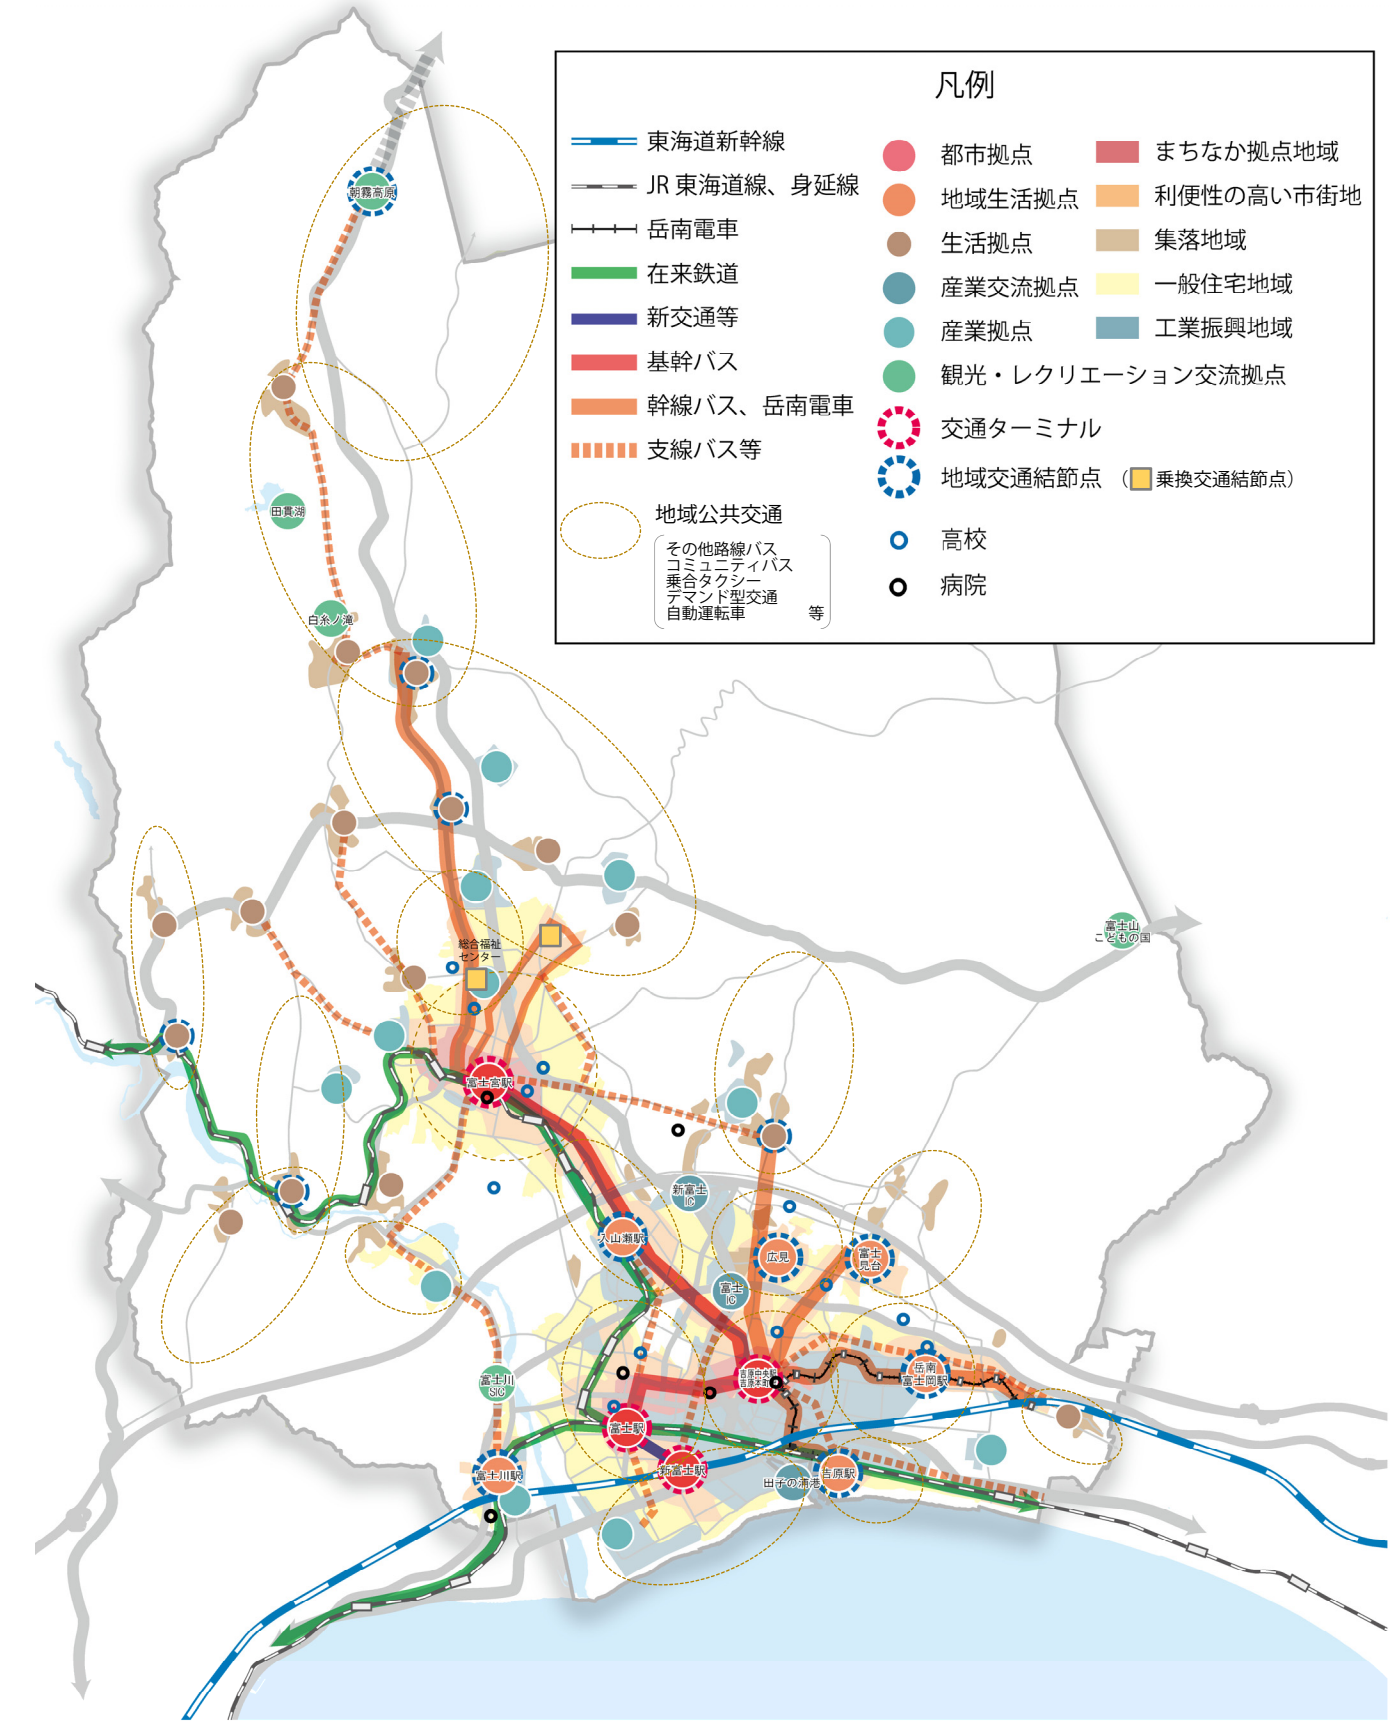 凡例
東海道新幹線
JR 東海道線、身延線
岳南電車
在来鉄道
新交通等
基幹バス
幹線バス、岳南電車
支線バス等
地域公共交通
その他路線バス
コミュニティバス
乗合タクシー
デマンド型交通
自動運転車 等
都市拠点
地域生活拠点
生活拠点
産業交流拠点
産業拠点
観光・レクリエーション交流拠点
交通ターミナル
地域交通結節点 (乗換交通結節点)
高校
病院
まちなか拠点地域
利便性の高い市街地
集落地域
一般住宅地域
工業振興地域
朝霧高原
田貫湖
白糸ノ滝
富士山
こどもの国
総合福祉
センター
富士宮駅
新富士
IC
入山瀬駅
広見
富士
見台
富士
IC
吉原中央駅
吉原本町駅
岳南
富士岡駅
富士川
SIC
富士駅
新富士駅
富士川駅
田子の浦港
吉原駅